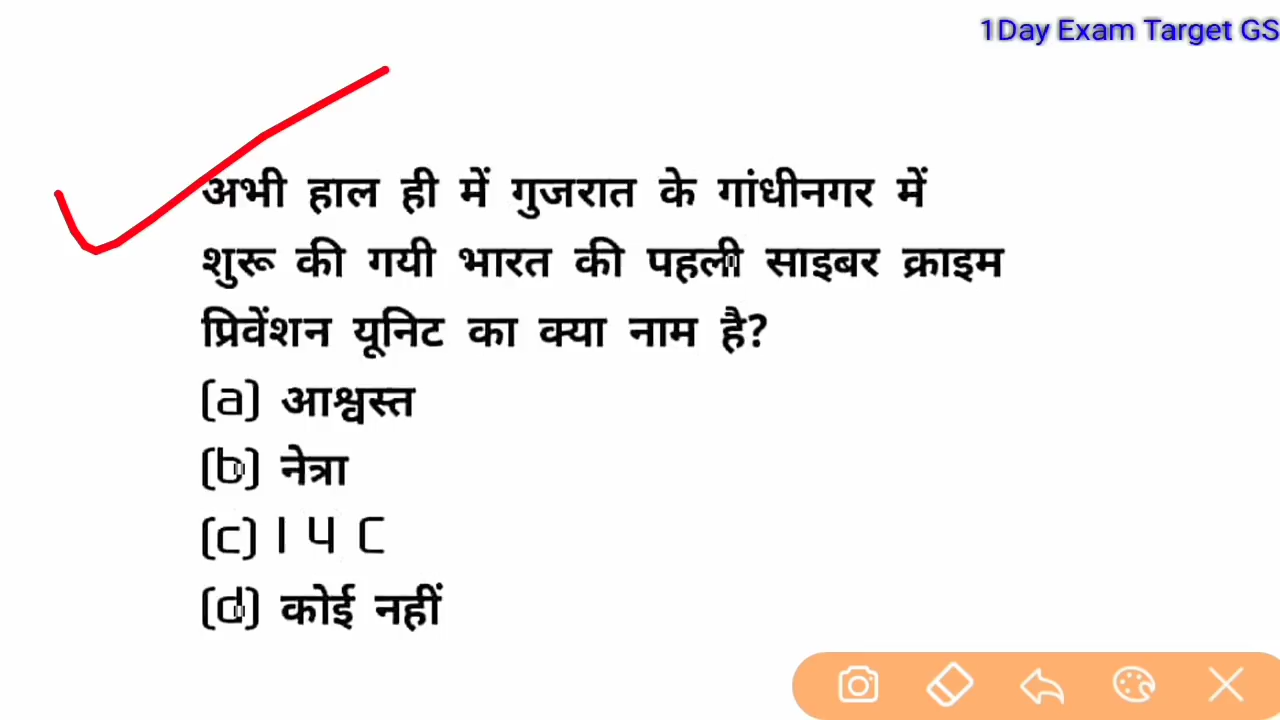 1Day Exam Target GS
अभी हाल ही में गुजरात के गांधीनगर में
शुरू की गयी भारत की पहली साइबर क्राइम
प्रिवेंशन यूनिट का क्या नाम है?
(a) आश्वस्त
(b) नेत्रा
(c) I 4 C
(d) कोई नहीं